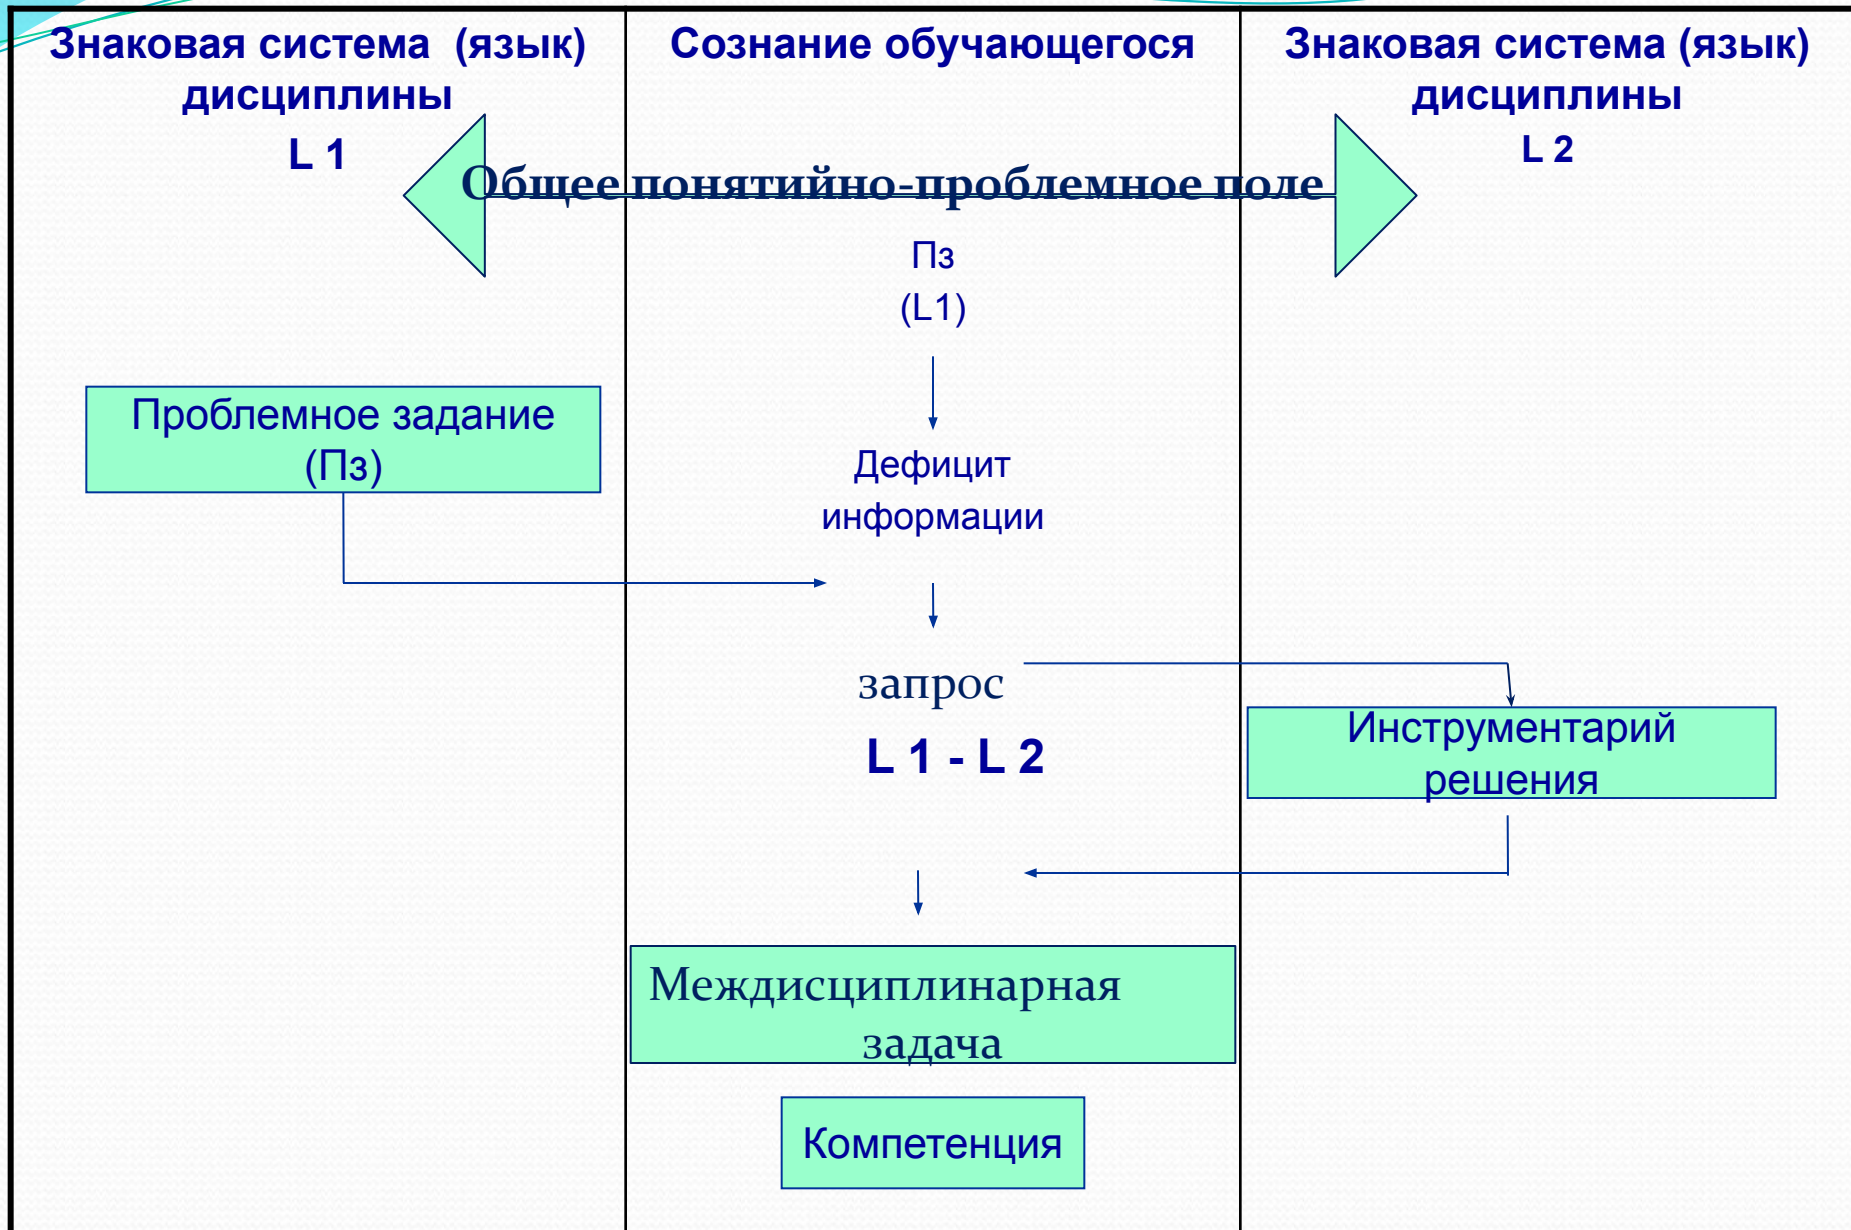 Знаковая система (язык)
дисциплины
L 1
Сознание обучающегося
Знаковая система (язык)
дисциплины
L 2
Общее понятийно-проблемное поле
Пз
(L1)
Проблемное задание
(Пз)
Дефицит
информации
запрос
L 1 - L 2
Инструментарий
решения
Междисциплинарная
задача
Компетенция